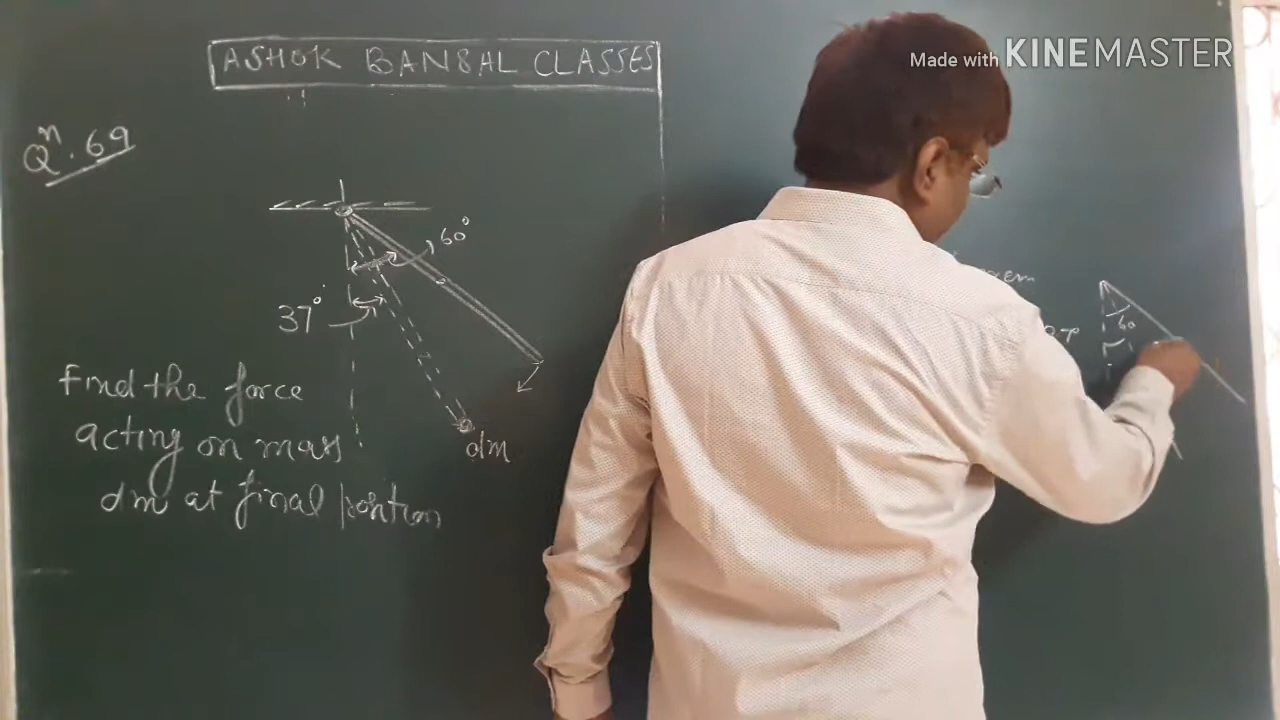 Made with KINEMASTER
ASHOK BANSAL CLASSES
Qⁿ.69
60°
37°
Find the force
acting on mass
dm at final position
dm
60